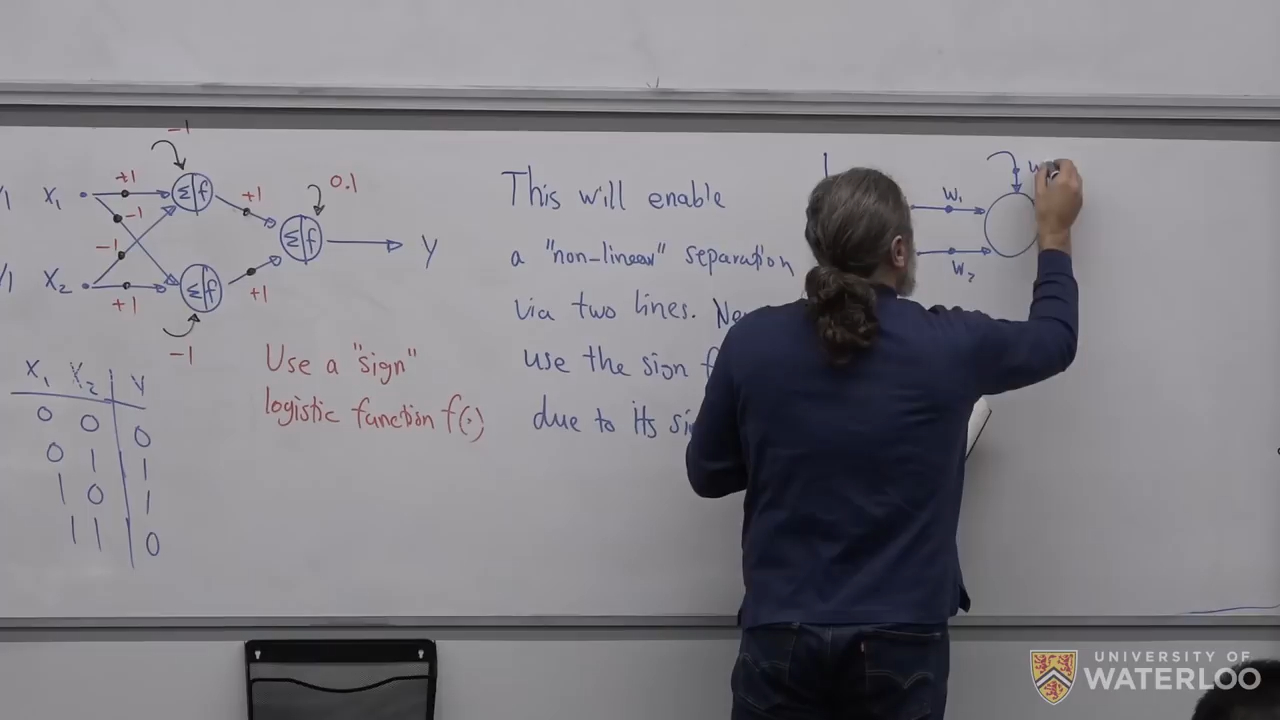 -1
+1
0.1
X₁
+1
-1
Σ|f
Σ|f
Y
-1
X₂
+1
Σ|f
+1
-1
X₁ X₂ Y
0 0 0
0 1 1
1 0 1
1 1 0
Use a "sign"
logistic function f(·)
This will enable
a "non-linear" separation
via two lines.
use the sign
due to its
W₁
W₂
UNIVERSITY OF
WATERLOO